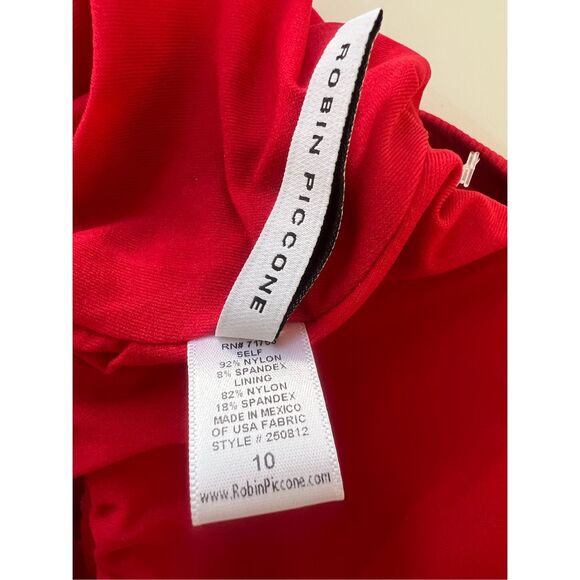 ROBIN PICCONE
RN#
SELF
92% NYLON
8% SPANDEX
LINING
82% NYLON
18% SPANDEX
MADE IN MEXICO
OF USA FABRIC
STYLE # 250812
10
www.RobinPiccone.com